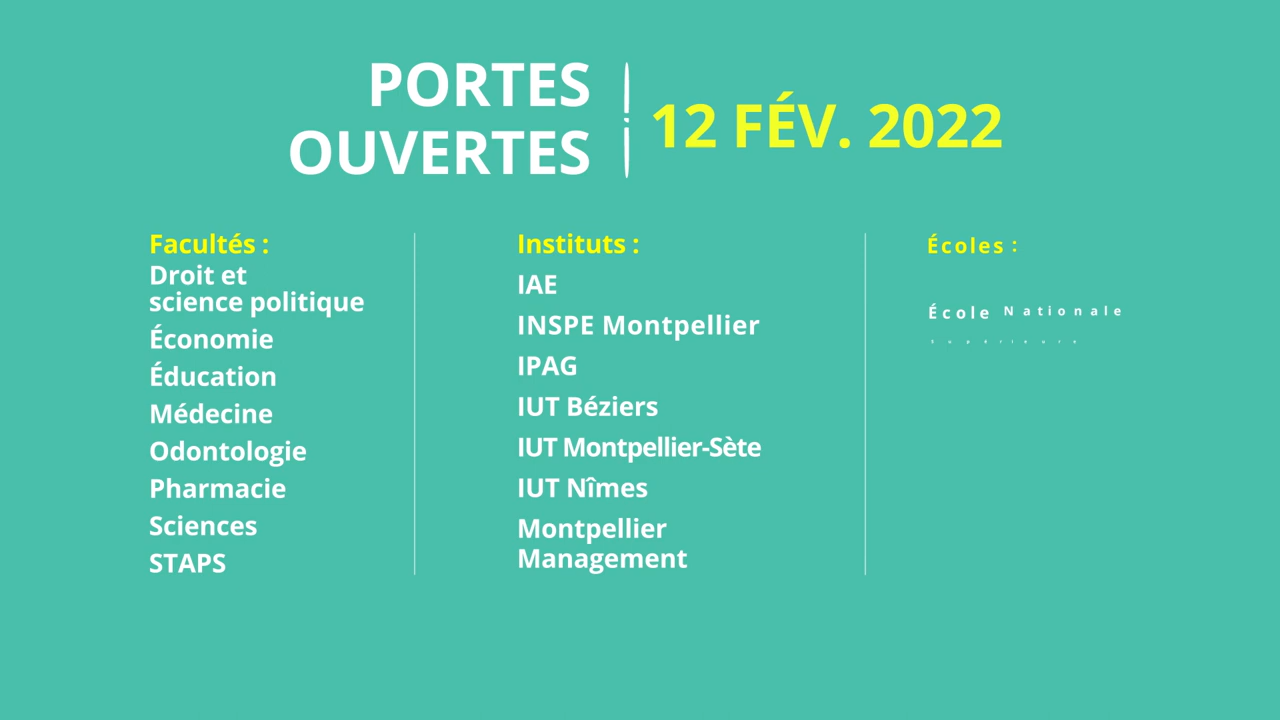 PORTES
OUVERTES
12 FÉV. 2022
Facultés :
Droit et
science politique
Économie
Éducation
Médecine
Odontologie
Pharmacie
Sciences
STAPS
Instituts :
IAE
INSPE Montpellier
IPAG
IUT Béziers
IUT Montpellier-Sète
IUT Nîmes
Montpellier
Management
Écoles :
École Nationale